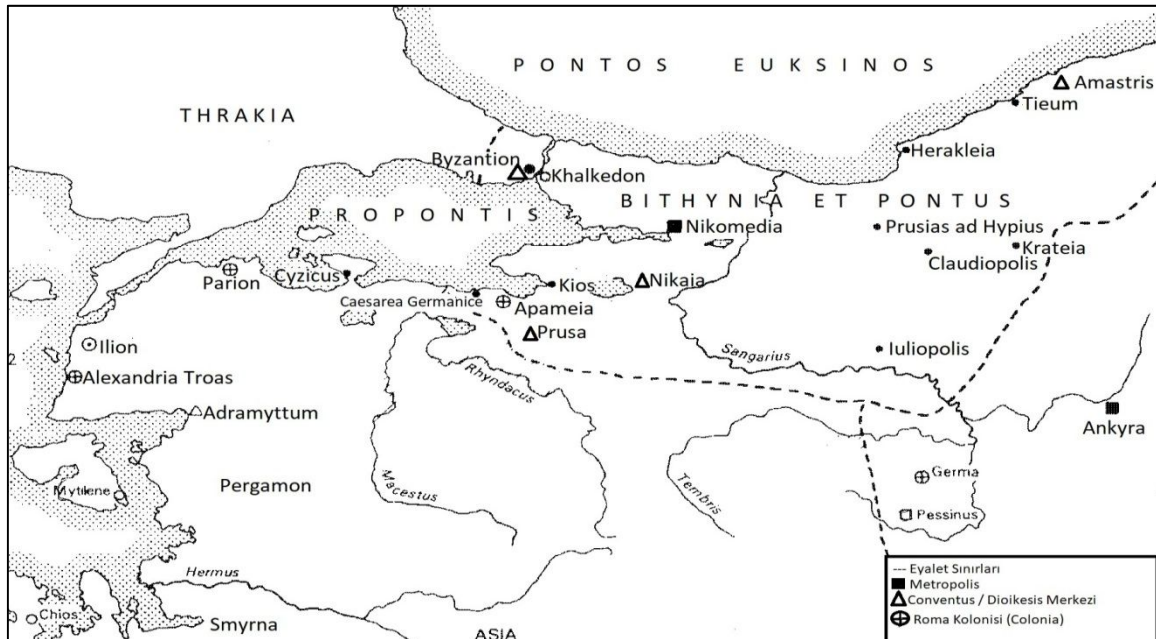 PONTOS EUKSINOS
Amastris
Tieum
THRAKIA
Herakleia
Byzantion
Khalkedon
BITHYNIA ET PONTUS
PROPONTIS
Nikomedia
Prusias ad Hypius
Krateia
Claudiopolis
Parion
Cyzicus
Kios
Nikaia
Caesarea Germanice
Apameia
Prusa
Ilion
Iuliopolis
2
Sangarius
Rhyndacus
Alexandria Troas
Adramyttum
Ankyra
Germa
Mytilene
Pergamon
Macestus
Tembris
Pessinus
Hermus
Chios
Smyrna
ASIA
--- Eyalet Sınırları
Metropolis
Conventus / Dioikesis Merkezi
Roma Kolonisi (Colonia)